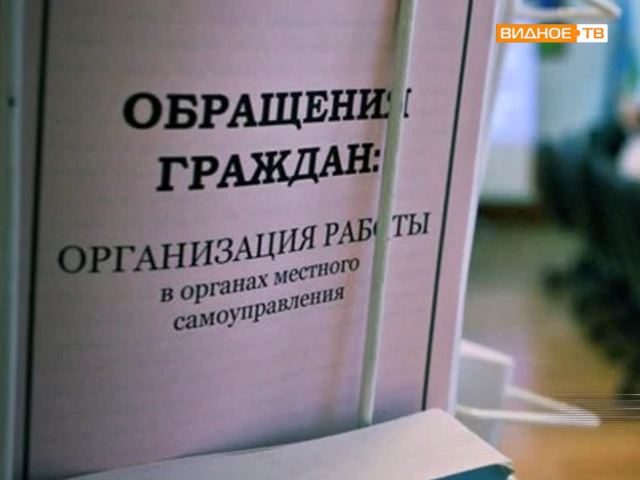 ВИДНОЕ ТВ
ОБРАЩЕНИЯ
ГРАЖДАН:
ОРГАНИЗАЦИЯ РАБОТЫ
в органах местного
самоуправления